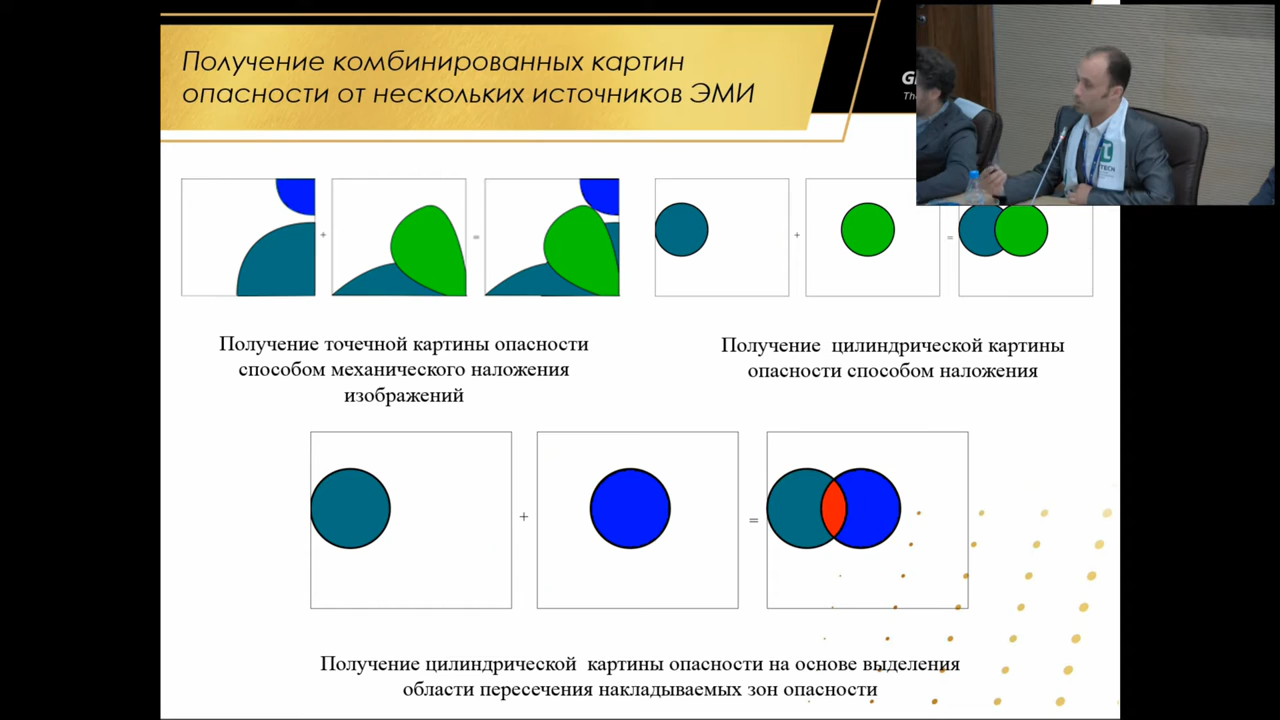 Получение комбинированных картин
опасности от нескольких источников ЭМИ
+
=
+
=
Получение точечной картины опасности
способом механического наложения
изображений
Получение цилиндрической картины
опасности способом наложения
+
=
Получение цилиндрической картины опасности на основе выделения
области пересечения накладываемых зон опасности
TECH